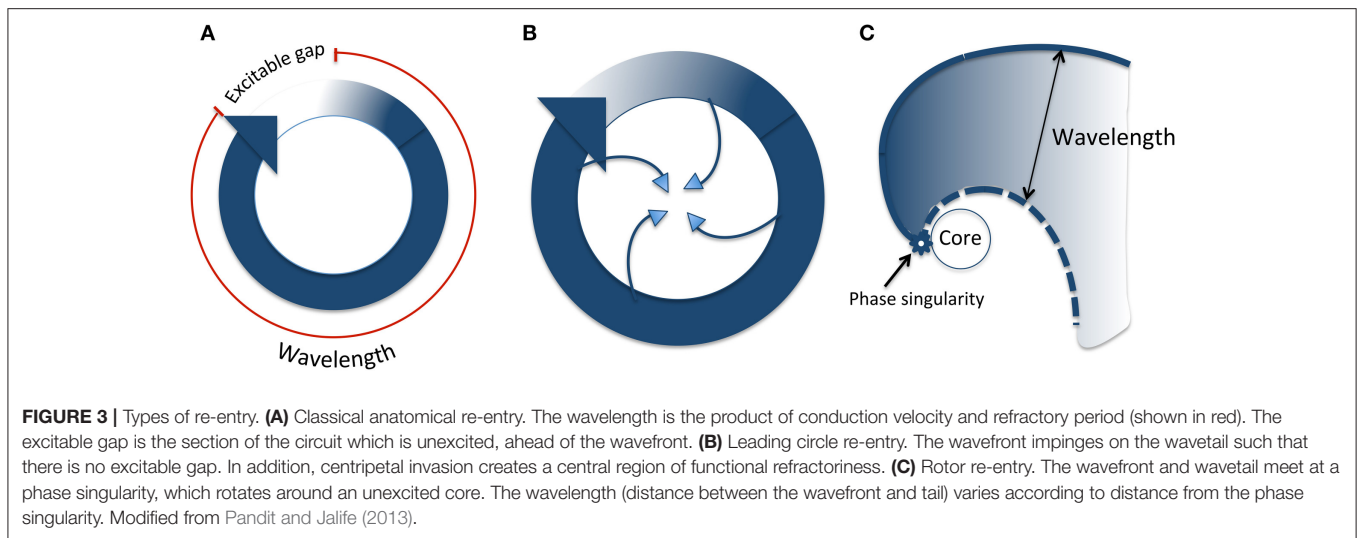 A
B
C
Excitable gap
Wavelength
Wavelength
Core
Phase singularity
FIGURE 3 | Types of re-entry. (A) Classical anatomical re-entry. The wavelength is the product of conduction velocity and refractory period (shown in red). The
excitable gap is the section of the circuit which is unexcited, ahead of the wavefront. (B) Leading circle re-entry. The wavefront impinges on the wavetail such that
there is no excitable gap. In addition, centripetal invasion creates a central region of functional refractoriness. (C) Rotor re-entry. The wavefront and wavetail meet at a
phase singularity, which rotates around an unexcited core. The wavelength (distance between the wavefront and tail) varies according to distance from the phase
singularity. Modified from Pandit and Jalife (2013).